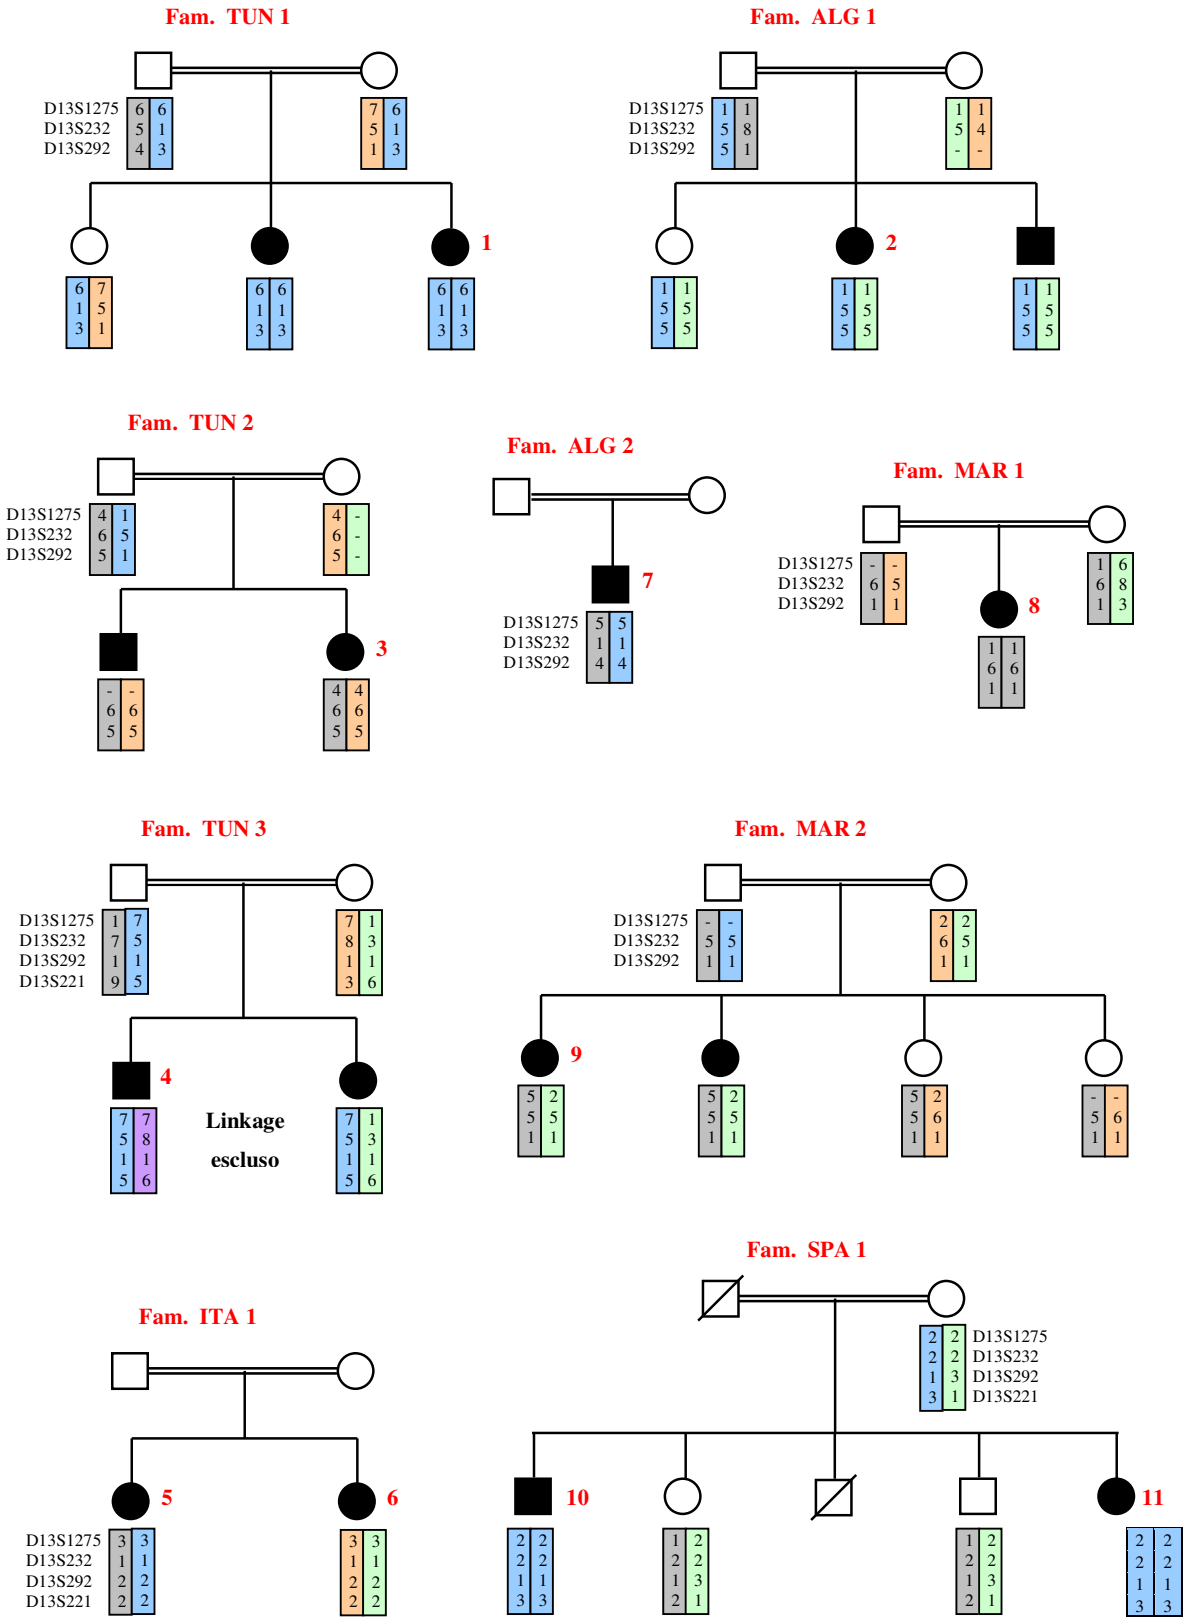 Fam. TUN 1
D13S1275 6 6 7 6
D13S232 5 1 5 1
D13S292 4 3 1 3
1
6 7 6 6 6 6
1 5 1 1 1 1
3 1 3 3 3 3
Fam. ALG 1
D13S1275 1 1 1 1
D13S232 5 8 5 4
D13S292 5 1 - -
2
1 1 1 1 1 1
5 5 5 5 5 5
5 5 5 5 5 5
Fam. TUN 2
D13S1275 4 1 4 -
D13S232 6 5 6 -
D13S292 5 1 5 -
3
- - 4 4
6 6 6 6
5 5 5 5
Fam. ALG 2
7
D13S1275 5 5
D13S232 1 1
D13S292 4 4
Fam. MAR 1
D13S1275 - - 1 6
D13S232 6 5 6 8
D13S292 1 1 1 3
8
1 1
6 6
1 1
Fam. TUN 3
D13S1275 1 7 7 1
D13S232 7 5 8 3
D13S292 1 1 1 1
D13S221 9 5 3 6
4
7 7 7 1
5 8 5 3
1 1 1 1
5 6 5 6
Linkage
escluso
Fam. MAR 2
D13S1275 - - 2 2
D13S232 5 5 6 5
D13S292 1 1 1 1
9
5 2 5 2 5 2 - -
5 5 5 5 5 6 5 6
1 1 1 1 1 1 1 1
Fam. ITA 1
5 6
D13S1275 3 3 3 3
D13S232 1 1 1 1
D13S292 2 2 2 2
D13S221 2 2 2 2
Fam. SPA 1
2 2 D13S1275
2 2 D13S232
1 3 D13S292
3 1 D13S221
10 11
2 2 1 2 1 2 2 2
2 2 2 2 2 2 2 2
1 1 1 3 1 3 1 1
3 3 2 1 2 1 3 3